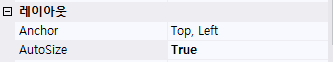 레이아웃
Anchor Top, Left
AutoSize True